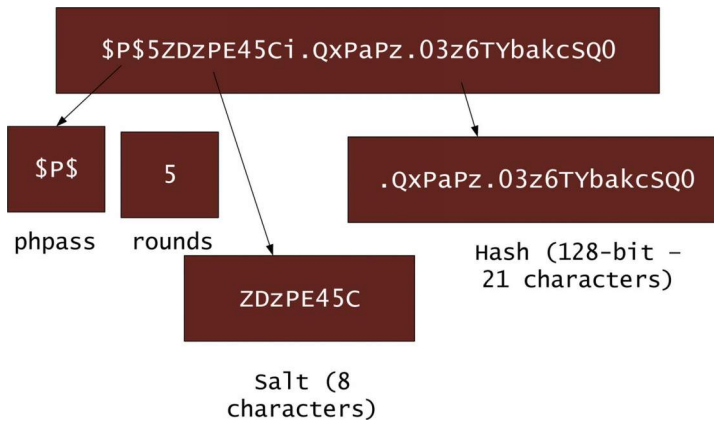 $P$5ZDzPE45Ci.QxPaPz.03z6TYbakcSQ0
$P$
5
.QxPaPz.03z6TYbakcSQ0
phpass
rounds
Hash (128-bit –
21 characters)
ZDzPE45C
Salt (8
characters)